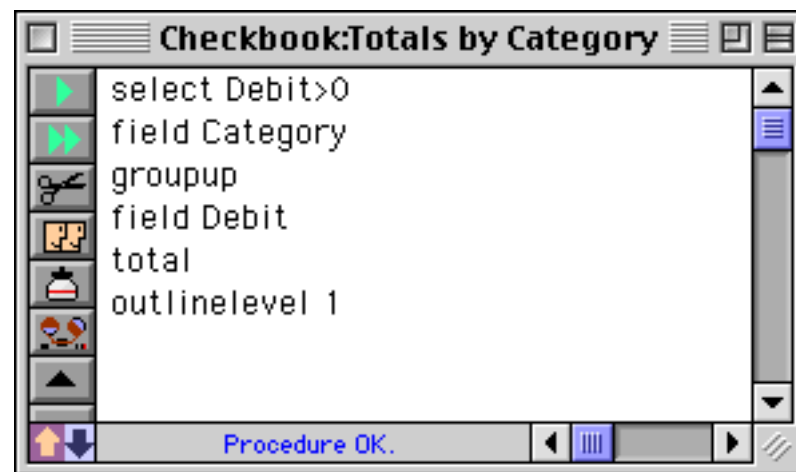 Checkbook:Totals by Category
select Debit>0
field Category
groupup
field Debit
total
outlinelevel 1
Procedure OK.